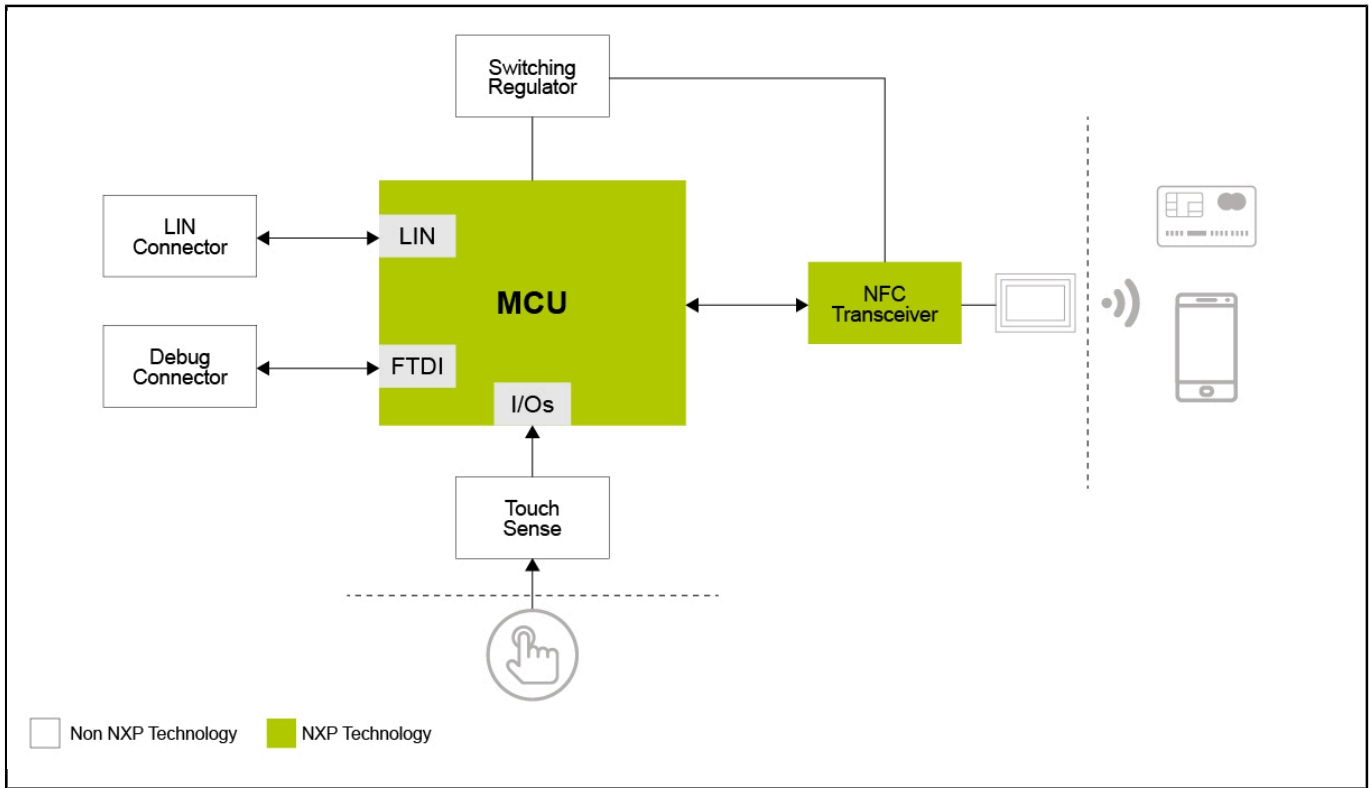 Switching
Regulator
LIN
Connector
LIN
MCU
NFC
Transceiver
Debug
Connector
FTDI
I/Os
Touch
Sense
Non NXP Technology
NXP Technology